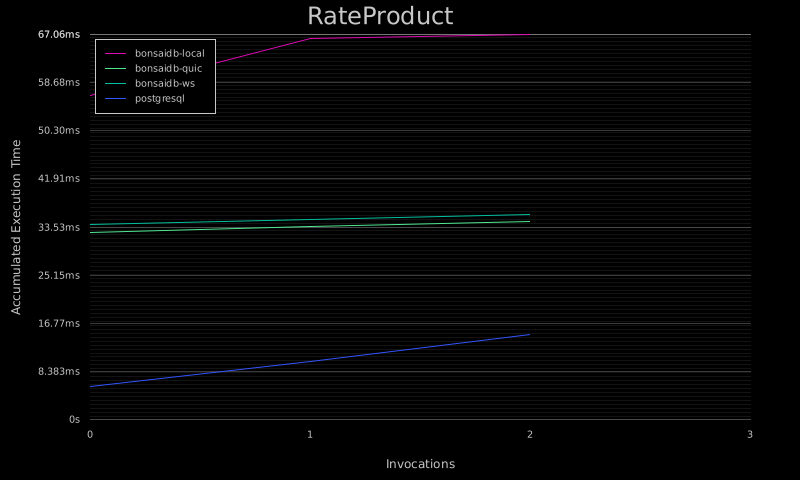 RateProduct
67.06ms
58.68ms
50.30ms
41.91ms
33.53ms
25.15ms
16.77ms
8.383ms
0s
Accumulated Execution Time
bonsaidb-local
bonsaidb-quic
bonsaidb-ws
postgresql
0 1 2 3
Invocations